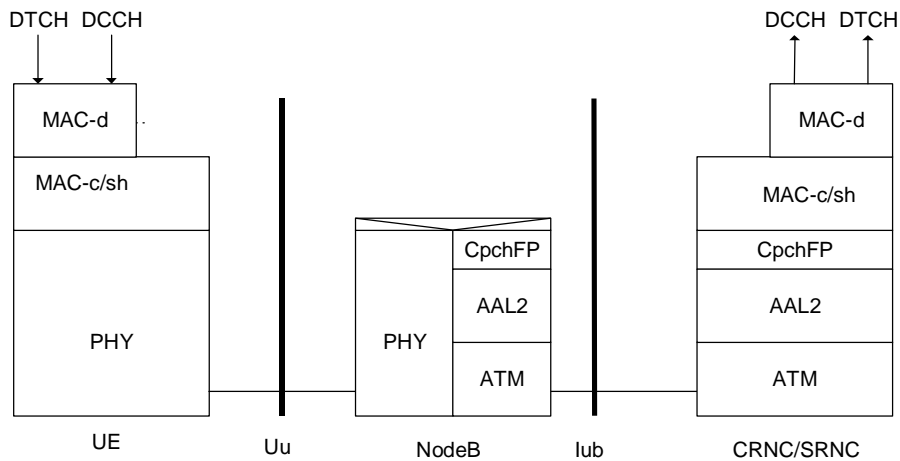 DTCH DCCH
DCCH DTCH
MAC-d
MAC-d
MAC-c/sh
MAC-c/sh
CpchFP
CpchFP
PHY
PHY
AAL2
AAL2
ATM
ATM
UE
Uu
NodeB
Iub
CRNC/SRNC